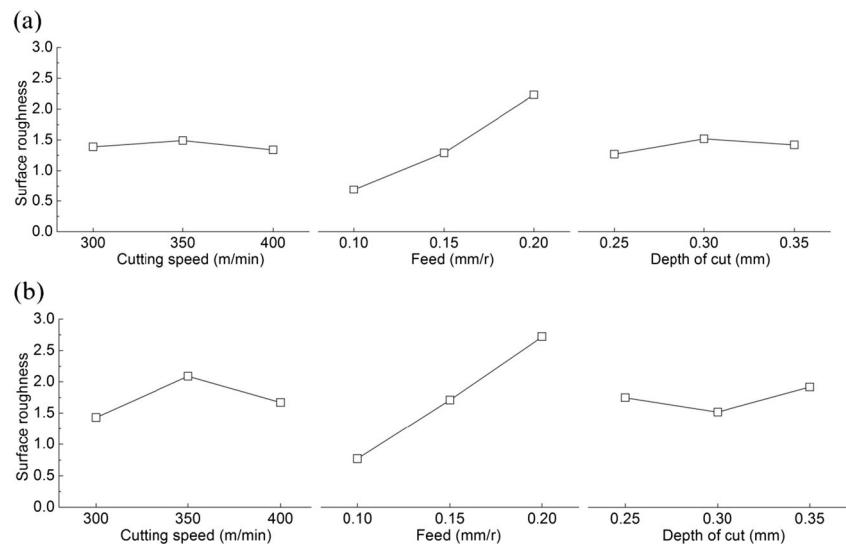 (a)
Surface roughness
3.0
2.5
2.0
1.5
1.0
0.5
0.0
300 350 400
Cutting speed (m/min)
0.10 0.15 0.20
Feed (mm/r)
0.25 0.30 0.35
Depth of cut (mm)
(b)
Surface roughness
3.0
2.5
2.0
1.5
1.0
0.5
0.0
300 350 400
Cutting speed (m/min)
0.10 0.15 0.20
Feed (mm/r)
0.25 0.30 0.35
Depth of cut (mm)